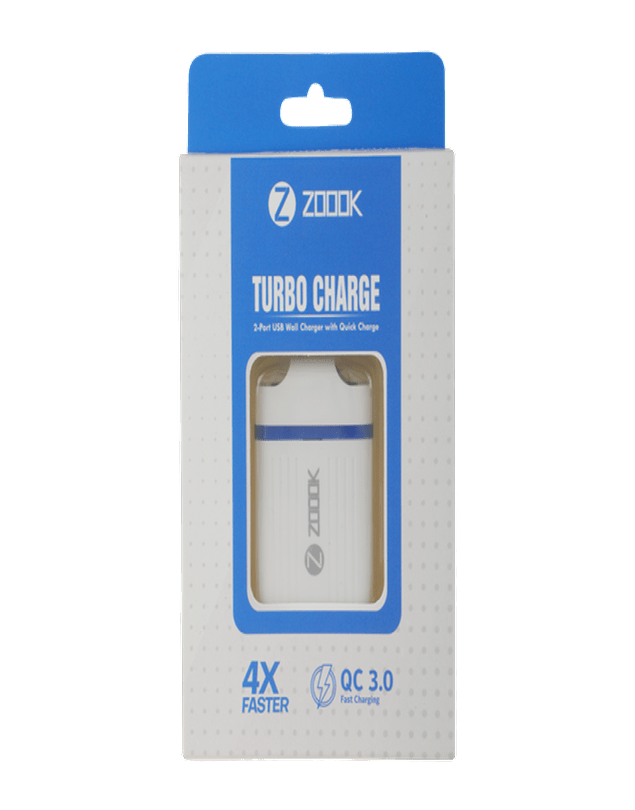 Z ZOOOK
TURBO CHARGE
2-Port USB Wall Charger with Quick Charge
Z ZOOOK
4X
FASTER
QC 3.0
Fast Charging